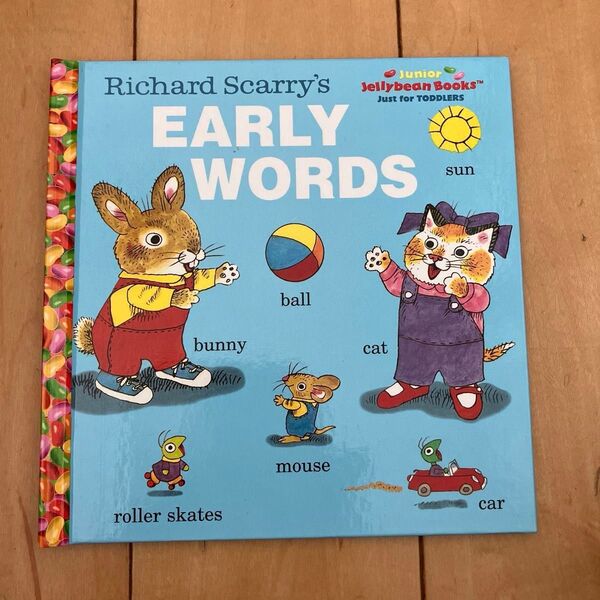 Richard Scarry's
Junior
Jellybean Books™
Just for TODDLERS
EARLY
WORDS
sun
ball
bunny
cat
mouse
roller skates
car